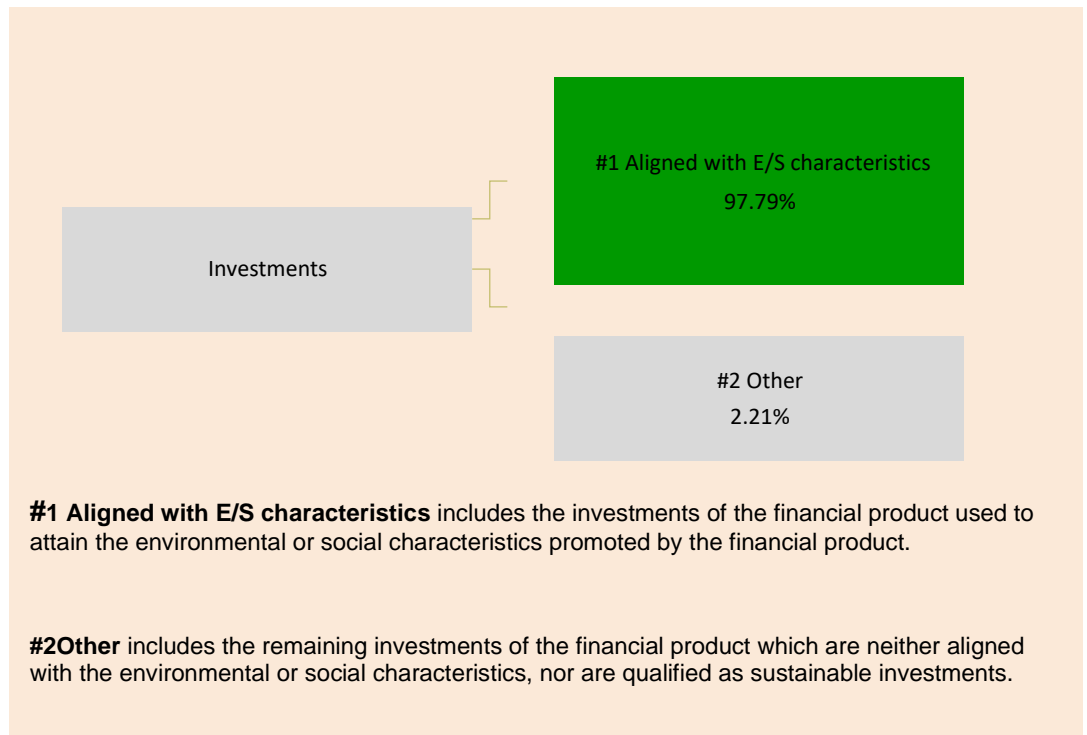 #1 Aligned with E/S characteristics
97.79%
Investments
#2 Other
2.21%
#1 Aligned with E/S characteristics includes the investments of the financial product used to
attain the environmental or social characteristics promoted by the financial product.
#2Other includes the remaining investments of the financial product which are neither aligned
with the environmental or social characteristics, nor are qualified as sustainable investments.